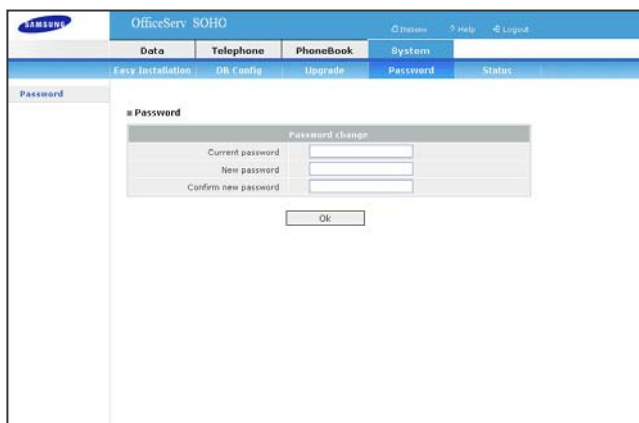 SAMSUNG
OfficeServ SOHO
? Help
Logout
Data
Telephone
PhoneBook
System
Easy Installation
DB Config
Upgrade
Password
Status
Password
Password
Password change
Current password
New password
Confirm new password
Ok